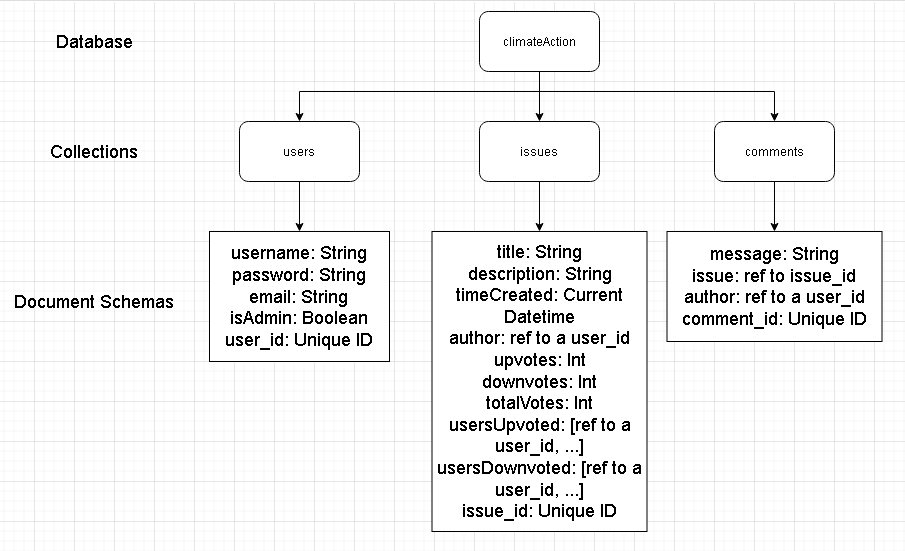 Database
climateAction
Collections
users
issues
comments
Document Schemas
username: String
password: String
email: String
isAdmin: Boolean
user_id: Unique ID
title: String
description: String
timeCreated: Current
Datetime
author: ref to a user_id
upvotes: Int
downvotes: Int
totalVotes: Int
usersUpvoted: [ref to a
user_id, ...]
usersDownvoted: [ref to a
user_id, ...]
issue_id: Unique ID
message: String
issue: ref to issue_id
author: ref to a user_id
comment_id: Unique ID